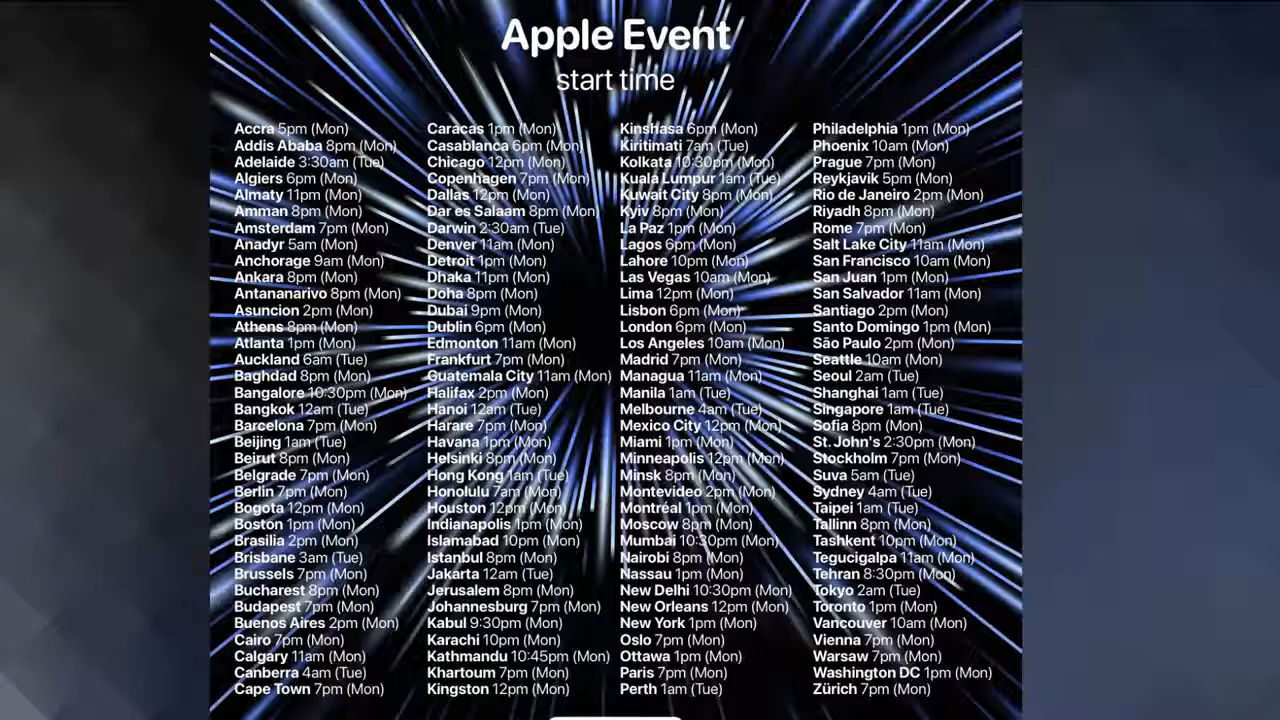 Apple Event
start time
Accra 5pm (Mon)
Addis Ababa 8pm (Mon)
Adelaide 3:30am (Tue)
Algiers 6pm (Mon)
Almaty 11pm (Mon)
Amman 8pm (Mon)
Amsterdam 7pm (Mon)
Anadyr 5am (Mon)
Anchorage 9am (Mon)
Ankara 8pm (Mon)
Antananarivo 8pm (Mon)
Asuncion 2pm (Mon)
Athens 8pm (Mon)
Atlanta 1pm (Mon)
Auckland 6am (Tue)
Baghdad 8pm (Mon)
Bangalore 10:30pm (Mon)
Bangkok 12am (Tue)
Barcelona 7pm (Mon)
Beijing 1am (Tue)
Beirut 8pm (Mon)
Belgrade 7pm (Mon)
Berlin 7pm (Mon)
Bogota 12pm (Mon)
Boston 1pm (Mon)
Brasilia 2pm (Mon)
Brisbane 3am (Tue)
Brussels 7pm (Mon)
Bucharest 8pm (Mon)
Budapest 7pm (Mon)
Buenos Aires 2pm (Mon)
Cairo 7pm (Mon)
Calgary 11am (Mon)
Canberra 4am (Tue)
Cape Town 7pm (Mon)
Caracas 1pm (Mon)
Casablanca 6pm (Mon)
Chicago 12pm (Mon)
Copenhagen 7pm (Mon)
Dallas 12pm (Mon)
Dar es Salaam 8pm (Mon)
Darwin 2:30am (Tue)
Denver 11am (Mon)
Detroit 1pm (Mon)
Dhaka 11pm (Mon)
Doha 8pm (Mon)
Dubai 9pm (Mon)
Dublin 6pm (Mon)
Edmonton 11am (Mon)
Frankfurt 7pm (Mon)
Guatemala City 11am (Mon)
Halifax 2pm (Mon)
Hanoi 12am (Tue)
Harare 7pm (Mon)
Havana 1pm (Mon)
Helsinki 8pm (Mon)
Hong Kong 1am (Tue)
Honolulu 7am (Mon)
Houston 12pm (Mon)
Indianapolis 1pm (Mon)
Islamabad 10pm (Mon)
Istanbul 8pm (Mon)
Jakarta 12am (Tue)
Jerusalem 8pm (Mon)
Johannesburg 7pm (Mon)
Kabul 9:30pm (Mon)
Karachi 10pm (Mon)
Kathmandu 10:45pm (Mon)
Khartoum 7pm (Mon)
Kingston 12pm (Mon)
Kinshasa 6pm (Mon)
Kiritimati 7am (Tue)
Kolkata 10:30pm (Mon)
Kuala Lumpur 1am (Tue)
Kuwait City 8pm (Mon)
Kyiv 8pm (Mon)
La Paz 1pm (Mon)
Lagos 6pm (Mon)
Lahore 10pm (Mon)
Las Vegas 10am (Mon)
Lima 12pm (Mon)
Lisbon 6pm (Mon)
London 6pm (Mon)
Los Angeles 10am (Mon)
Madrid 7pm (Mon)
Managua 11am (Mon)
Manila 1am (Tue)
Melbourne 4am (Tue)
Mexico City 12pm (Mon)
Miami 1pm (Mon)
Minneapolis 12pm (Mon)
Minsk 8pm (Mon)
Montevideo 2pm (Mon)
Montréal 1pm (Mon)
Moscow 8pm (Mon)
Mumbai 10:30pm (Mon)
Nairobi 8pm (Mon)
Nassau 1pm (Mon)
New Delhi 10:30pm (Mon)
New Orleans 12pm (Mon)
New York 1pm (Mon)
Oslo 7pm (Mon)
Ottawa 1pm (Mon)
Paris 7pm (Mon)
Perth 1am (Tue)
Philadelphia 1pm (Mon)
Phoenix 10am (Mon)
Prague 7pm (Mon)
Reykjavik 5pm (Mon)
Rio de Janeiro 2pm (Mon)
Riyadh 8pm (Mon)
Rome 7pm (Mon)
Salt Lake City 11am (Mon)
San Francisco 10am (Mon)
San Juan 1pm (Mon)
San Salvador 11am (Mon)
Santiago 2pm (Mon)
Santo Domingo 1pm (Mon)
São Paulo 2pm (Mon)
Seattle 10am (Mon)
Seoul 2am (Tue)
Shanghai 1am (Tue)
Singapore 1am (Tue)
Sofia 8pm (Mon)
St. John's 2:30pm (Mon)
Stockholm 7pm (Mon)
Suva 5am (Tue)
Sydney 4am (Tue)
Taipei 1am (Tue)
Tallinn 8pm (Mon)
Tashkent 10pm (Mon)
Tegucigalpa 11am (Mon)
Tehran 8:30pm (Mon)
Tokyo 2am (Tue)
Toronto 1pm (Mon)
Vancouver 10am (Mon)
Vienna 7pm (Mon)
Warsaw 7pm (Mon)
Washington DC 1pm (Mon)
Zürich 7pm (Mon)